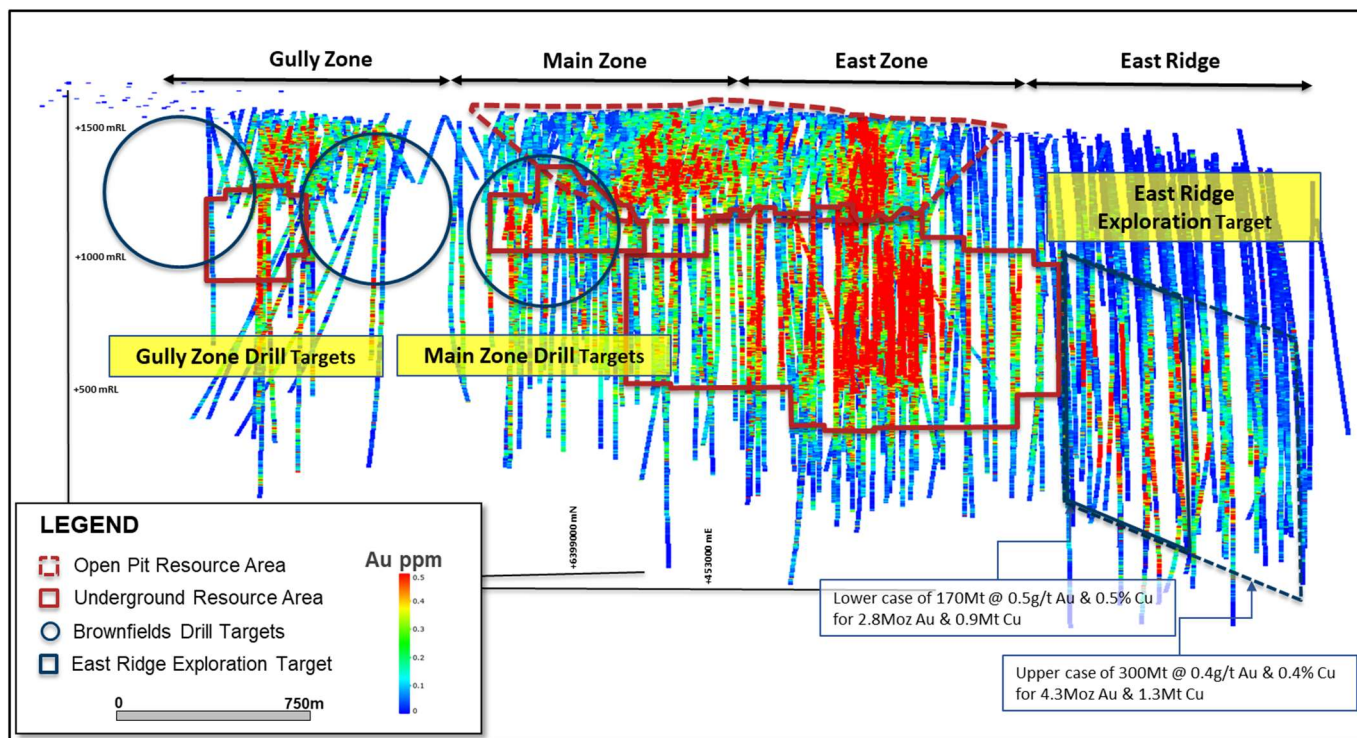 Gully Zone
Main Zone
East Zone
East Ridge
+1500 mRL
+1000 mRL
+500 mRL
East Ridge
Exploration Target
Gully Zone Drill Targets
Main Zone Drill Targets
+6399000 mN
+453000 mE
LEGEND
Open Pit Resource Area
Underground Resource Area
Brownfields Drill Targets
East Ridge Exploration Target
0
750m
Au ppm
0.5
0.4
0.3
0.2
0.1
0
Lower case of 170Mt @ 0.5g/t Au & 0.5% Cu
for 2.8Moz Au & 0.9Mt Cu
Upper case of 300Mt @ 0.4g/t Au & 0.4% Cu
for 4.3Moz Au & 1.3Mt Cu